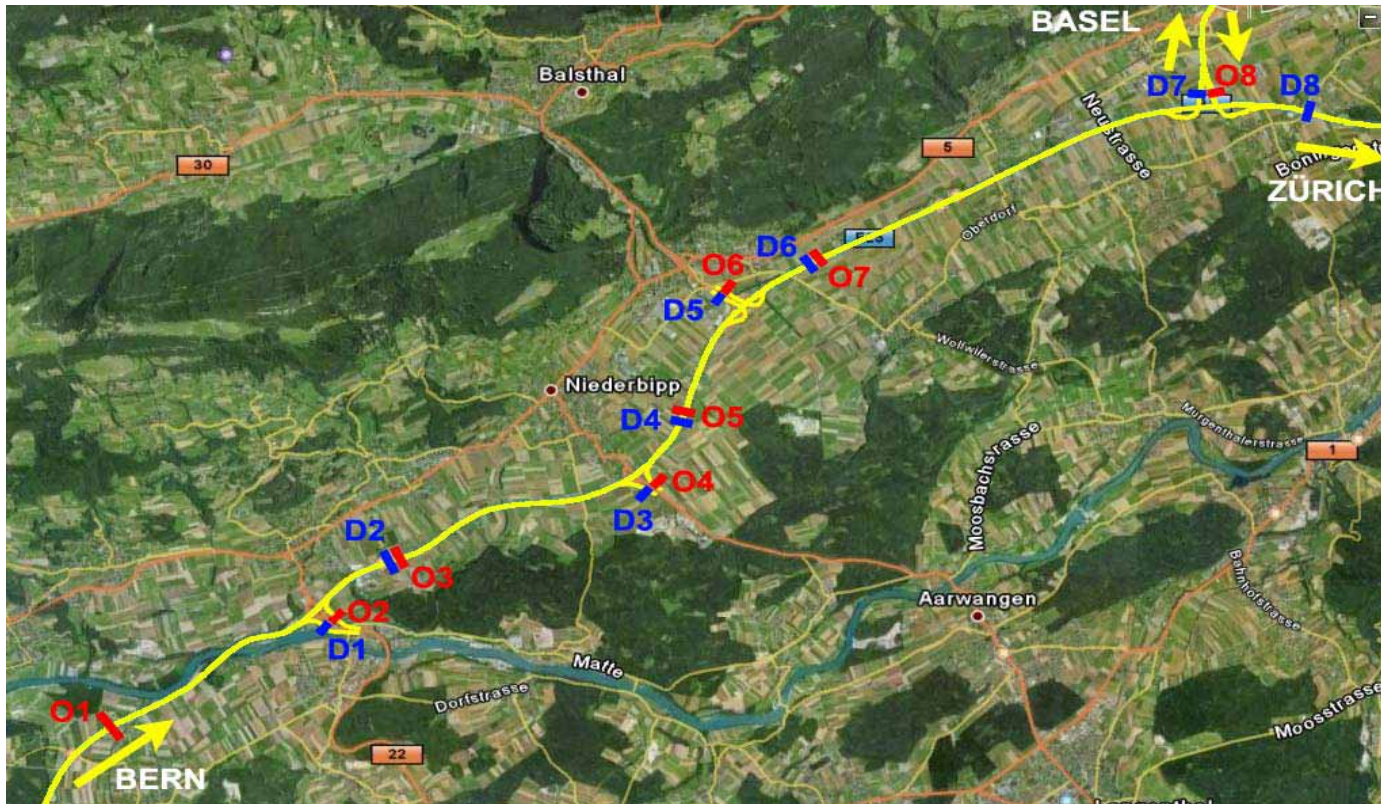 BASEL
Balsthal
D7
O8
D8
Neustrasse
5
30
ZÜRICH
Oberdorf
D6
O6
O7
D5
Wolfwilerstrasse
Niederbipp
D4
O5
Murgenthalerstrasse
Moosbachstrasse
1
O4
D3
D2
O3
Bahnhofstrasse
Aarwangen
O2
D1
Matte
Dorfstrasse
O1
Moosstrasse
22
BERN